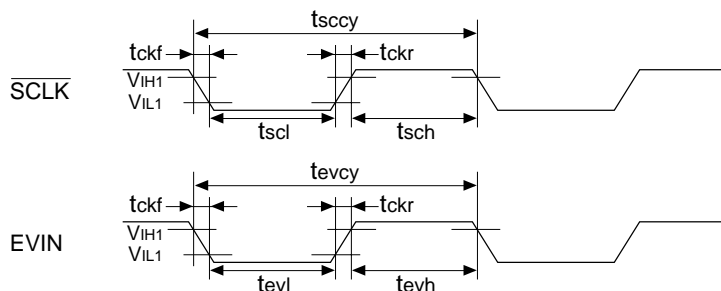 tsccy
tckf tckr
SCLK VIH1
VIL1
tscl tsch
tevcy
tckf tckr
EVIN VIH1
VIL1
tevl tevh